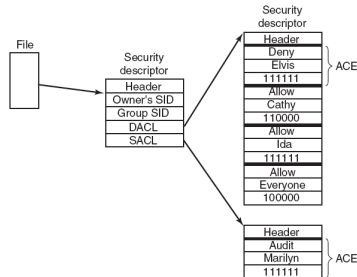 File
Security
descriptor
Header
Owner's SID
Group SID
DACL
SACL
Security
descriptor
Header
Deny
Elvis
111111
ACE
Allow
Cathy
110000
Allow
Ida
111111
Allow
Everyone
100000
Header
Audit
Marilyn
111111
ACE